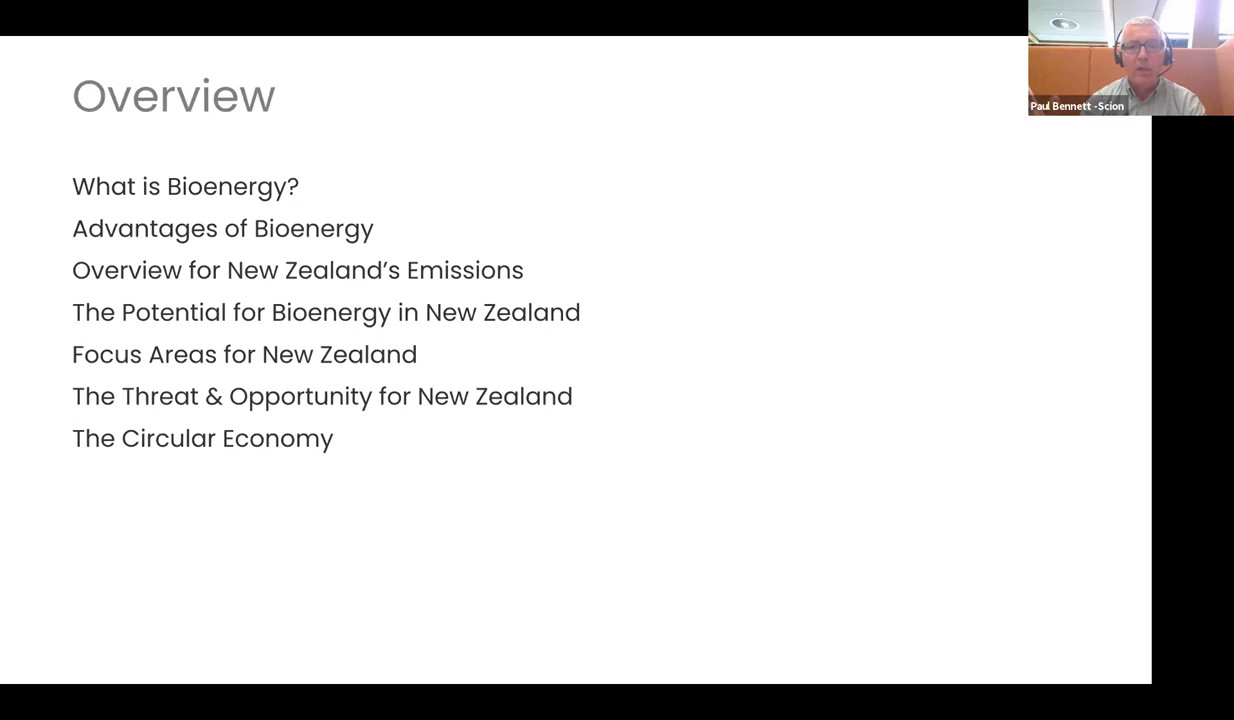 Overview
Paul Bennett -Scion
What is Bioenergy?
Advantages of Bioenergy
Overview for New Zealand’s Emissions
The Potential for Bioenergy in New Zealand
Focus Areas for New Zealand
The Threat & Opportunity for New Zealand
The Circular Economy